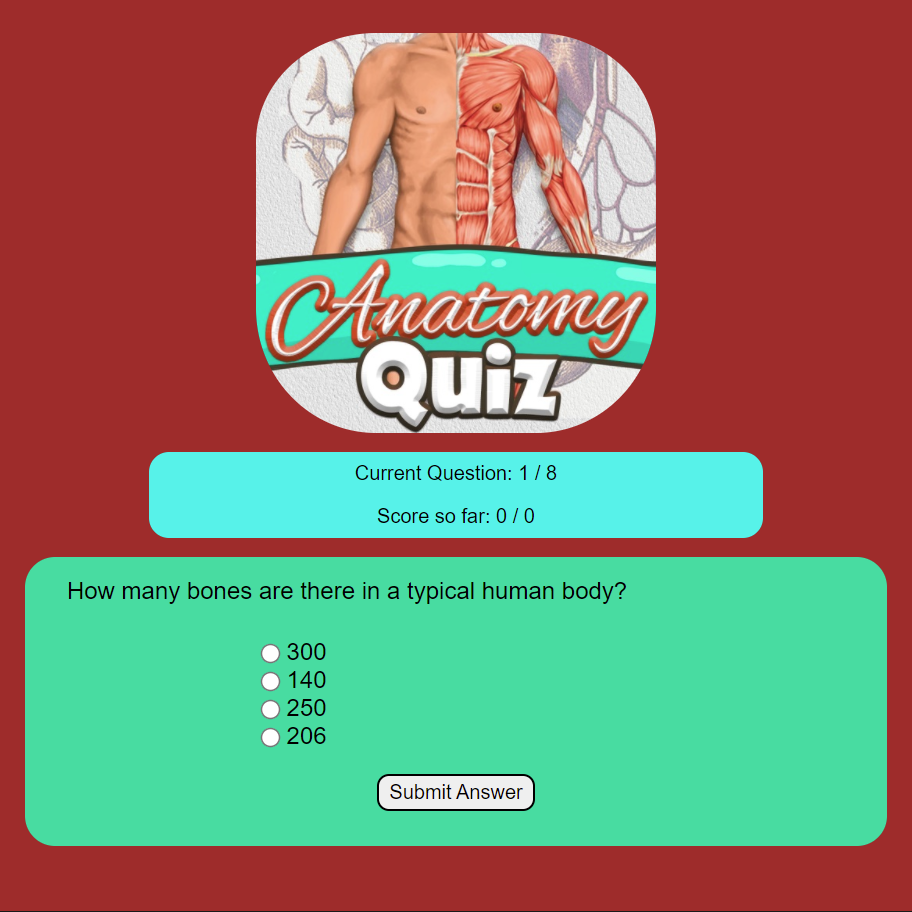 Anatomy
Quiz
Current Question: 1 / 8
Score so far: 0 / 0
How many bones are there in a typical human body?
300
140
250
206
Submit Answer